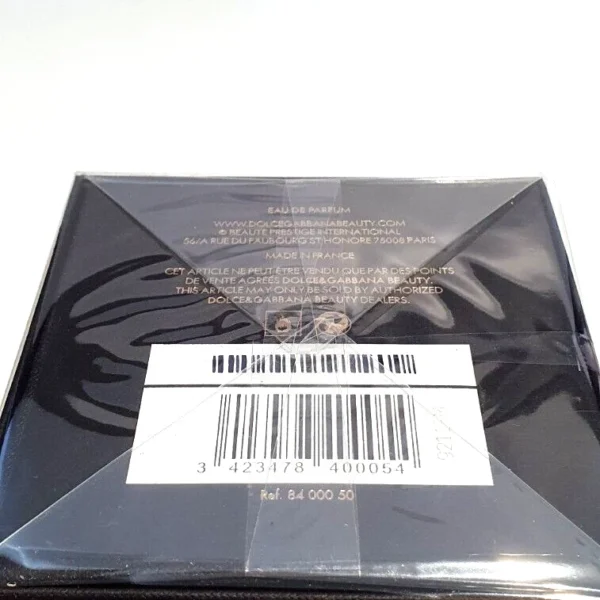 EAU DE PARFUM
WWW.DOLCEGABBANABEAUTY.COM
© BEAUTE PRESTIGE INTERNATIONAL
56/A RUE DU FAUBOURG ST HONORE 75008 PARIS
MADE IN FRANCE
CET ARTICLE NE PEUT ÊTRE VENDU QUE PAR DES POINTS
DE VENTE AGRÉÉS DOLCE&GABBANA BEAUTY.
THIS ARTICLE MAY ONLY BE SOLD BY AUTHORIZED
DOLCE&GABBANA BEAUTY DEALERS.
3 423478 400054
Ref. 84 000 50